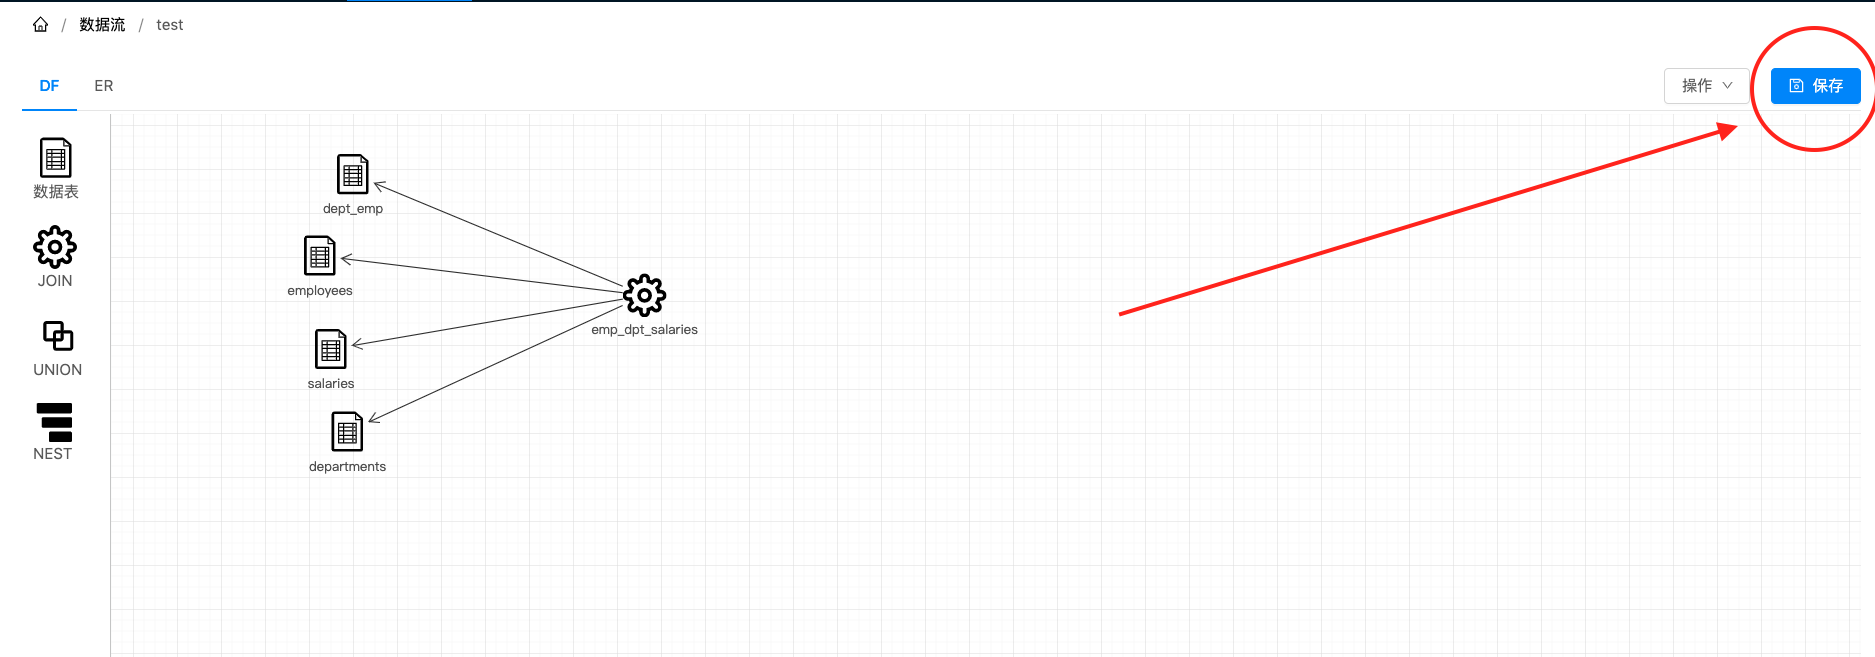 / 数据流 / test
DF ER
操作 保存
数据表
JOIN
UNION
NEST
dept_emp
employees
emp_dpt_salaries
salaries
departments